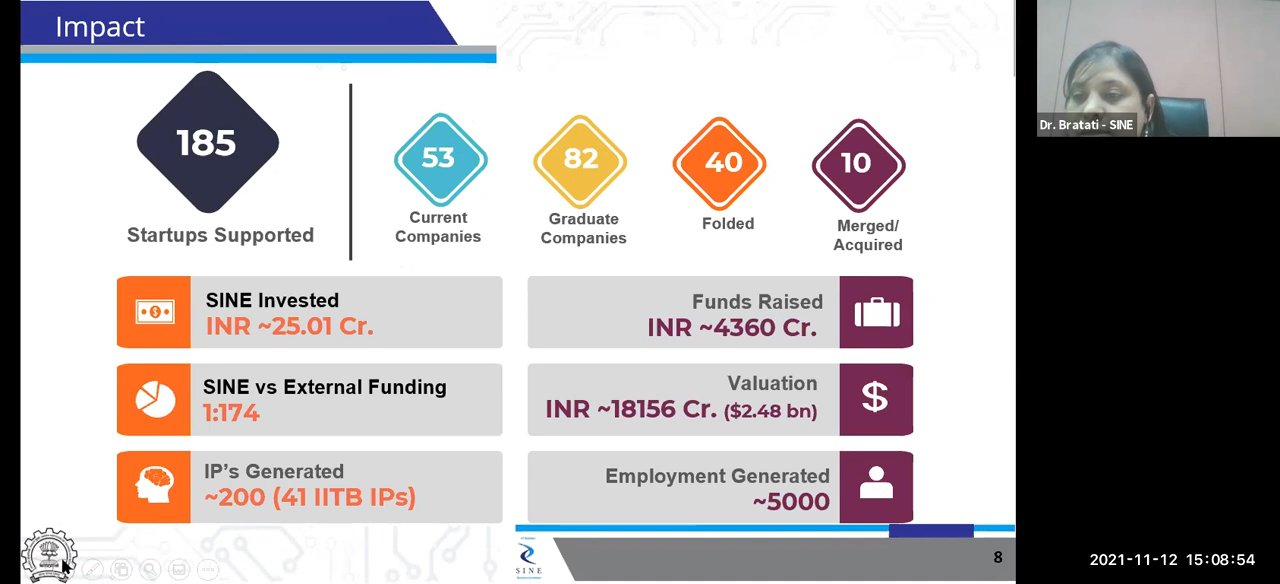 Impact
185
Startups Supported
53
Current
Companies
82
Graduate
Companies
40
Folded
10
Merged/
Acquired
SINE Invested
INR ~25.01 Cr.
Funds Raised
INR ~4360 Cr.
SINE vs External Funding
1:174
Valuation
INR ~18156 Cr. ($2.48 bn)
IP's Generated
~200 (41 IITB IPs)
Employment Generated
~5000
SINE
8
Dr. Bratati - SINE
2021-11-12 15:08:54